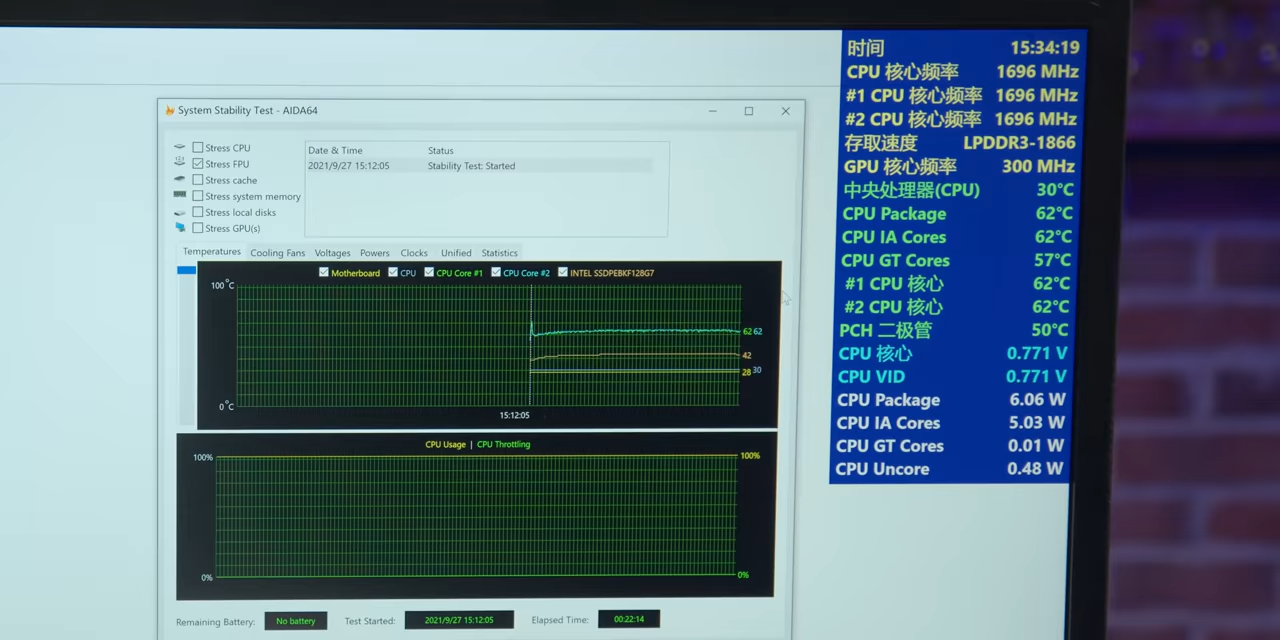 System Stability Test - AIDA64
Stress CPU
Stress FPU
Stress cache
Stress system memory
Stress local disks
Stress GPU(s)
Date & Time Status
2021/9/27 15:12:05 Stability Test: Started
Temperatures Cooling Fans Voltages Powers Clocks Unified Statistics
Motherboard CPU CPU Core #1 CPU Core #2 INTEL SSDPEBKF128G7
100°C
62 62
42
28 30
0°C
15:12:05
CPU Usage | CPU Throttling
100% 100%
0% 0%
Remaining Battery: No battery Test Started: 2021/9/27 15:12:05 Elapsed Time: 00:22:14
时间 15:34:19
CPU 核心频率 1696 MHz
#1 CPU 核心频率 1696 MHz
#2 CPU 核心频率 1696 MHz
存取速度 LPDDR3-1866
GPU 核心频率 300 MHz
中央处理器(CPU) 30°C
CPU Package 62°C
CPU IA Cores 62°C
CPU GT Cores 57°C
#1 CPU 核心 62°C
#2 CPU 核心 62°C
PCH 二极管 50°C
CPU 核心 0.771 V
CPU VID 0.771 V
CPU Package 6.06 W
CPU IA Cores 5.03 W
CPU GT Cores 0.01 W
CPU Uncore 0.48 W